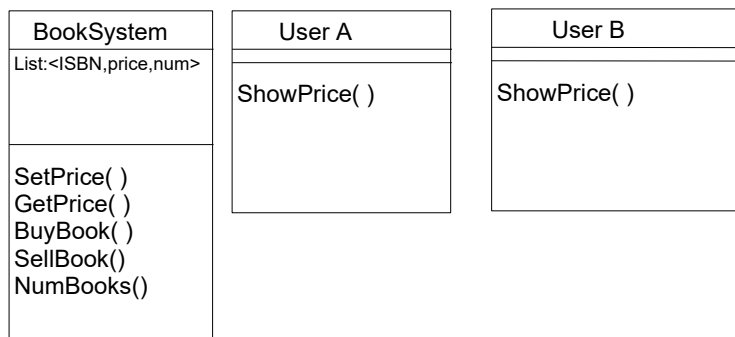 BookSystem
List:<ISBN,price,num>
SetPrice( )
GetPrice( )
BuyBook( )
SellBook()
NumBooks()
User A
ShowPrice( )
User B
ShowPrice( )